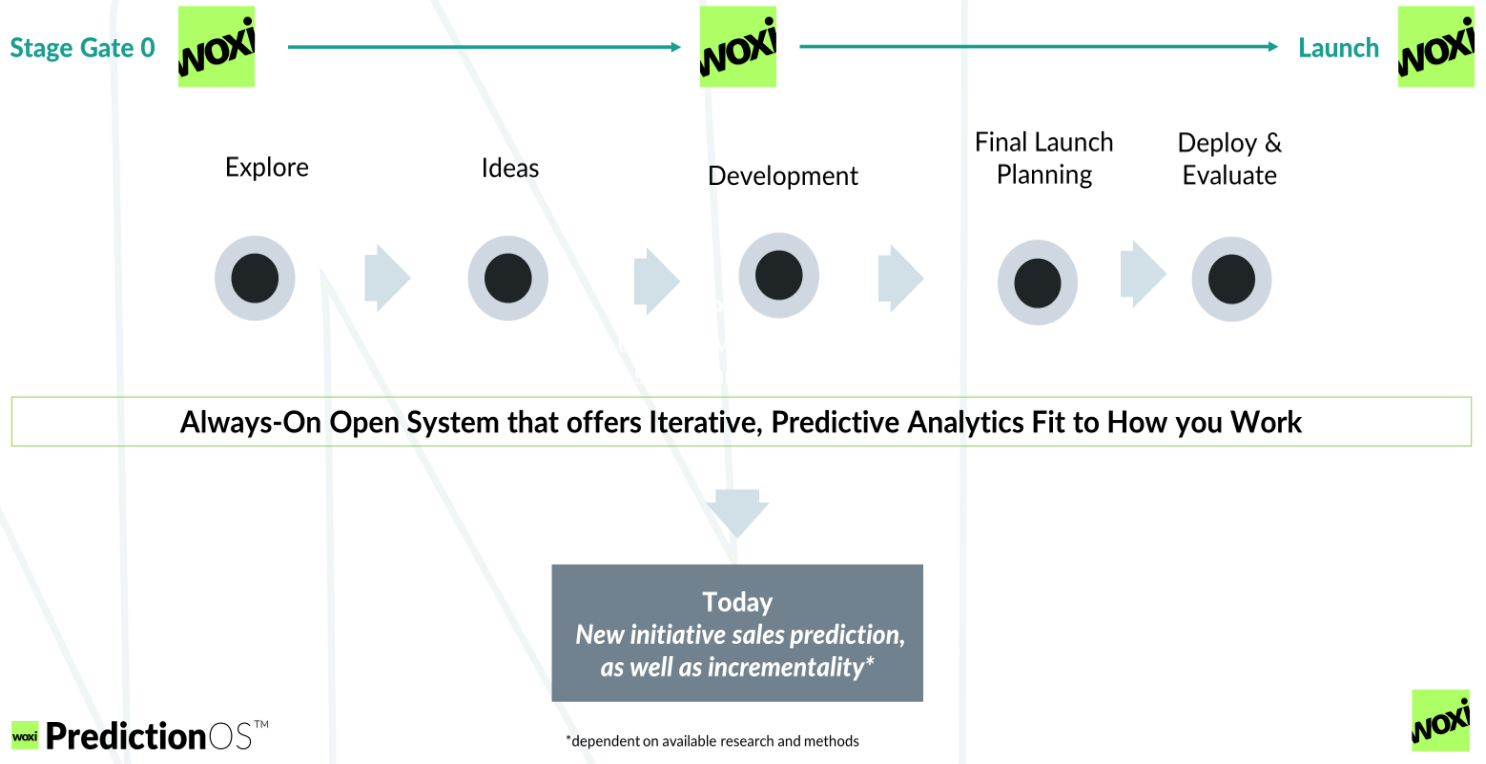 Stage Gate 0
woxi
woxi
Launch
woxi
Explore
Ideas
Development
Final Launch
Planning
Deploy &
Evaluate
Always-On Open System that offers Iterative, Predictive Analytics Fit to How you Work
Today
New initiative sales prediction,
as well as incrementality*
woxi PredictionOS™
*dependent on available research and methods
woxi